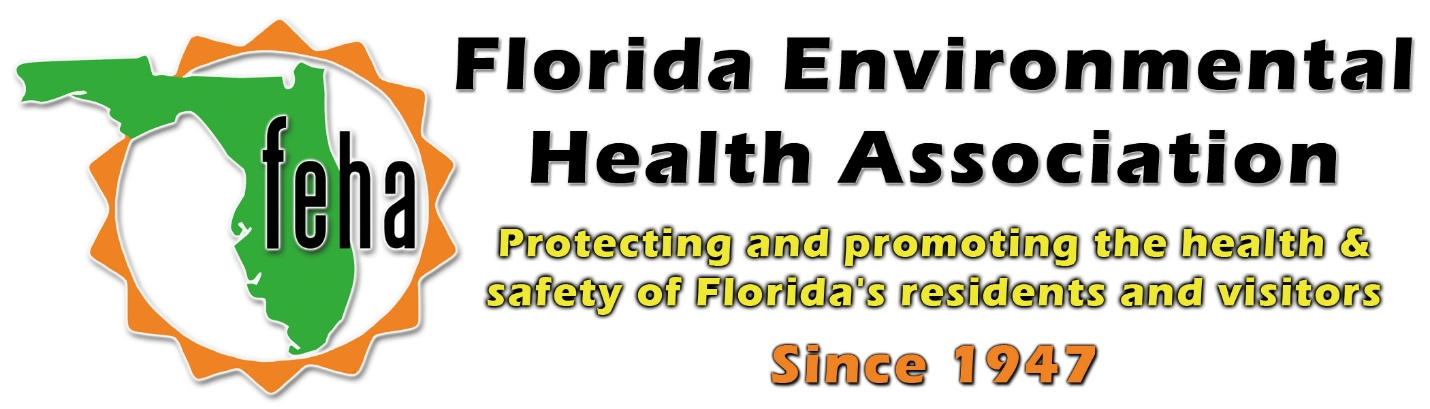 feha
Florida Environmental
Health Association
Protecting and promoting the health &
safety of Florida's residents and visitors
Since 1947